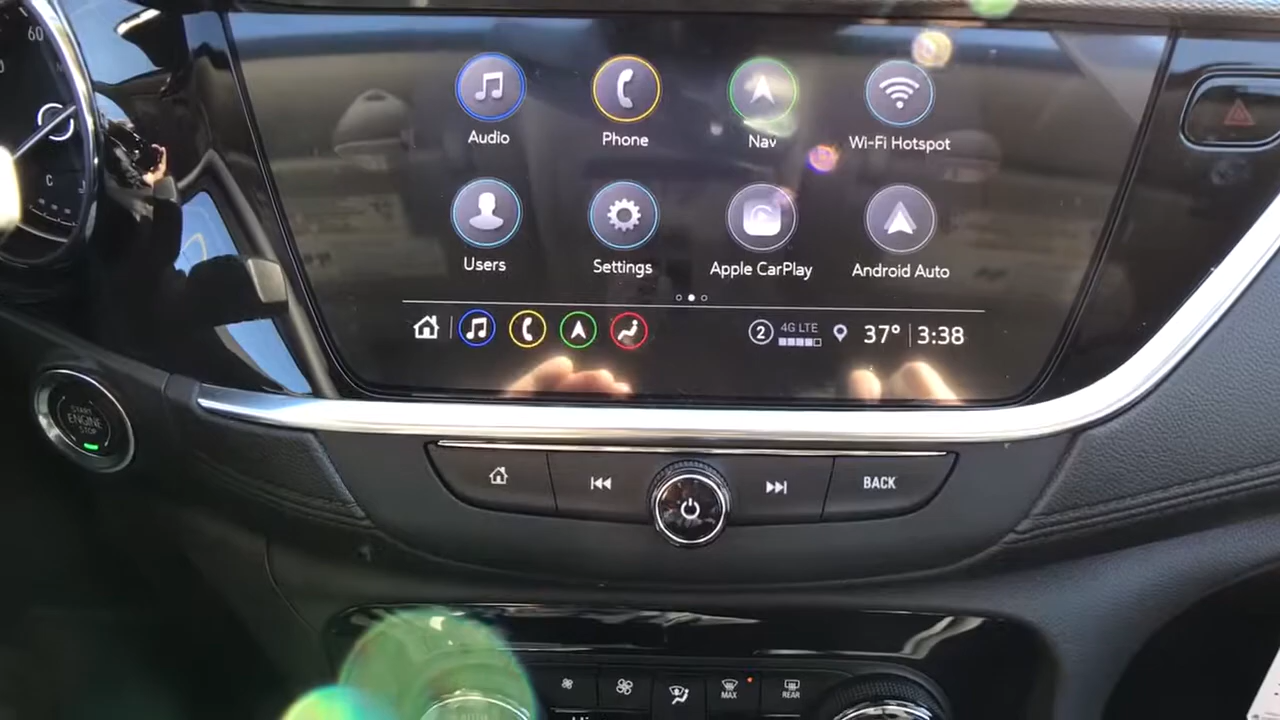 60
Audio
Phone
Nav
Wi-Fi Hotspot
Users
Settings
Apple CarPlay
Android Auto
2
4G LTE
37° 3:38
C
START
ENGINE
STOP
BACK
MAX
REAR